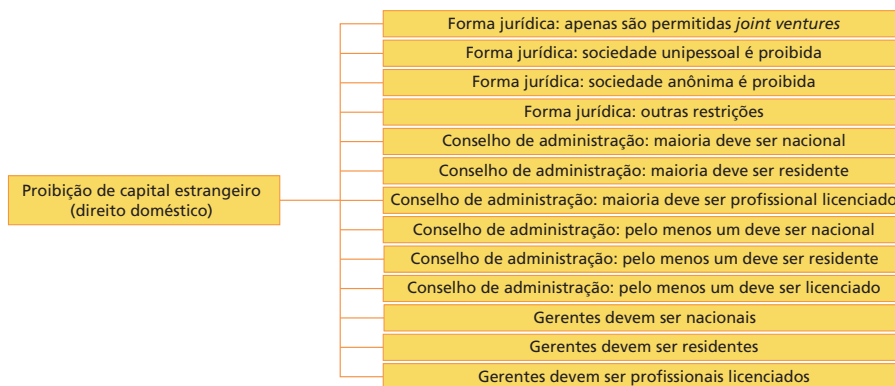 Forma jurídica: apenas são permitidas joint ventures
Forma jurídica: sociedade unipessoal é proibida
Forma jurídica: sociedade anônima é proibida
Forma jurídica: outras restrições
Conselho de administração: maioria deve ser nacional
Conselho de administração: maioria deve ser residente
Proibição de capital estrangeiro
(direito doméstico)
Conselho de administração: maioria deve ser profissional licenciado
Conselho de administração: pelo menos um deve ser nacional
Conselho de administração: pelo menos um deve ser residente
Conselho de administração: pelo menos um deve ser licenciado
Gerentes devem ser nacionais
Gerentes devem ser residentes
Gerentes devem ser profissionais licenciados